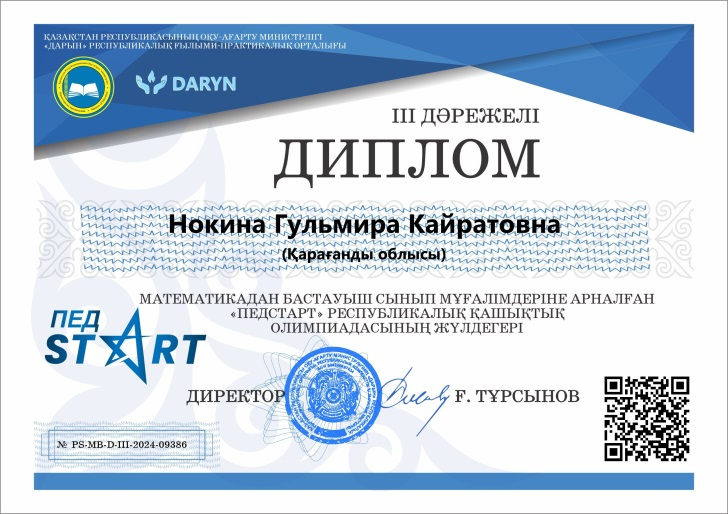 ҚАЗАҚСТАН РЕСПУБЛИКАСЫНЫҢ ОҚУ-АҒАРТУ МИНИСТРЛІГІ
«ДАРЫН» РЕСПУБЛИКАЛЫҚ ҒЫЛЫМИ-ПРАКТИКАЛЫҚ ОРТАЛЫҒЫ
DARYN
III ДӘРЕЖЕЛІ
ДИПЛОМ
Нокина Гульмира Кайратовна
(Қарағанды облысы)
МАТЕМАТИКАДАН БАСТАУЫШ СЫНЫП МҰҒАЛІМДЕРІНЕ АРНАЛҒАН
«ПЕДСТАРТ» РЕСПУБЛИКАЛЫҚ ҚАШЫҚТЫҚ
ОЛИМПИАДАСЫНЫҢ ЖҮЛДЕГЕРІ
ПЕД
START
ДИРЕКТОР Ғ. ТҰРСЫНОВ
№ PS-MB-D-III-2024-09386